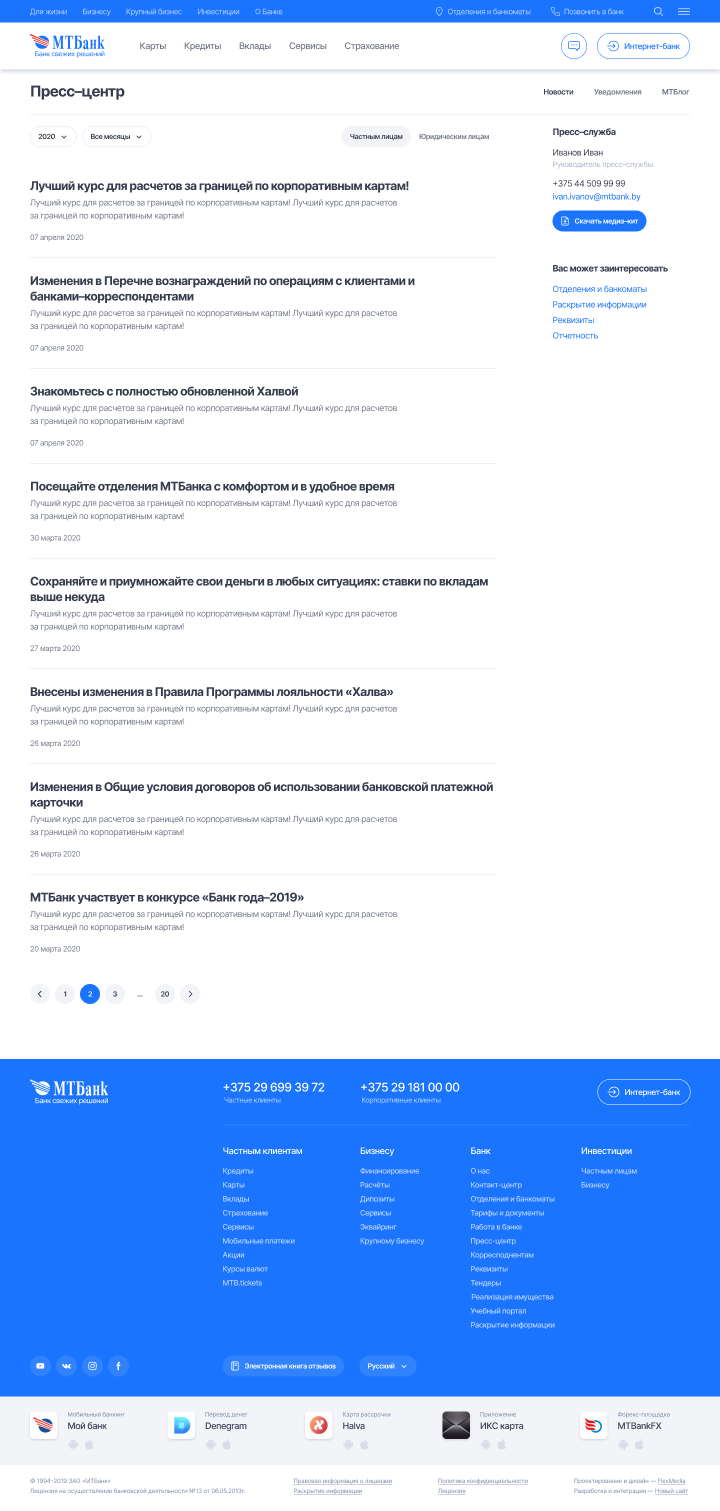 Для жизни Бизнесу Крупный бизнес Инвестиции О Банке Отделения и банкоматы Позвонить в банк
МТБанк
Банк свежих решений
Карты Кредиты Вклады Сервисы Страхование Интернет-банк
Пресс–центр
Новости Уведомления МТБлог
2020 Все месяцы Частным лицам Юридическим лицам
Лучший курс для расчетов за границей по корпоративным картам!
Лучший курс для расчетов за границей по корпоративным картам! Лучший курс для расчетов
за границей по корпоративным картам!
07 апреля 2020
Изменения в Перечне вознаграждений по операциям с клиентами и
банками–корреспондентами
Лучший курс для расчетов за границей по корпоративным картам! Лучший курс для расчетов
за границей по корпоративным картам!
07 апреля 2020
Знакомьтесь с полностью обновленной Халвой
Лучший курс для расчетов за границей по корпоративным картам! Лучший курс для расчетов
за границей по корпоративным картам!
07 апреля 2020
Посещайте отделения МТБанка с комфортом и в удобное время
Лучший курс для расчетов за границей по корпоративным картам! Лучший курс для расчетов
за границей по корпоративным картам!
30 марта 2020
Сохраняйте и приумножайте свои деньги в любых ситуациях: ставки по вкладам
выше некуда
Лучший курс для расчетов за границей по корпоративным картам! Лучший курс для расчетов
за границей по корпоративным картам!
27 марта 2020
Внесены изменения в Правила Программы лояльности «Халва»
Лучший курс для расчетов за границей по корпоративным картам! Лучший курс для расчетов
за границей по корпоративным картам!
26 марта 2020
Изменения в Общие условия договоров об использовании банковской платежной
карточки
Лучший курс для расчетов за границей по корпоративным картам! Лучший курс для расчетов
за границей по корпоративным картам!
26 марта 2020
МТБанк участвует в конкурсе «Банк года–2019»
Лучший курс для расчетов за границей по корпоративным картам! Лучший курс для расчетов
за границей по корпоративным картам!
20 марта 2020
1 2 3 ... 20
Пресс–служба
Иванов Иван
Руководитель пресс–службы
+375 44 509 99 99
ivan.ivanov@mtbank.by
Скачать медиа–кит
Вас может заинтересовать
Отделения и банкоматы
Раскрытие информации
Реквизиты
Отчетность
МТБанк
Банк свежих решений
+375 29 699 39 72
Частные клиенты
+375 29 181 00 00
Корпоративные клиенты
Интернет-банк
Частным клиентам
Кредиты
Карты
Вклады
Страхование
Сервисы
Мобильные платежи
Акции
Курсы валют
MTB.tickets
Бизнесу
Финансирование
Расчёты
Дипозиты
Сервисы
Эквайринг
Крупному бизнесу
Банк
О нас
Контакт–центр
Отделения и банкоматы
Тарифы и документы
Работа в банке
Пресс-центр
Корресподнентам
Реквизиты
Тендеры
Реализация имущества
Учебный портал
Раскрытие информации
Инвестиции
Частным лицам
Бизнесу
Электронная книга отзывов Русский
Мобильный банкинг
Мой банк
Перевод денег
Denegram
Карта рассрочки
Halva
Приложение
ИКС карта
Форекс–площадка
MTBankFX
© 1994–2019 ЗАО «МТБанк»
Лицензия на осуществление банковской деятельности №13 от 06.05.2013г.
Правовая информация о лицензии
Раскрытие информации
Политика конфиденциальности
Лицензия
Проектирование и дизайн — FlexMedia
Разработка и интеграции — Новый сайт